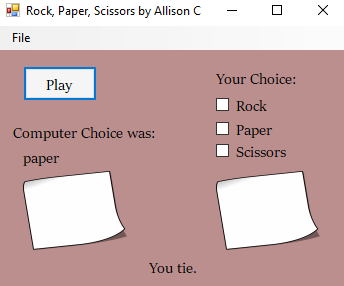 Rock, Paper, Scissors by Allison C
File
Play
Your Choice:
Rock
Paper
Scissors
Computer Choice was:
paper
You tie.